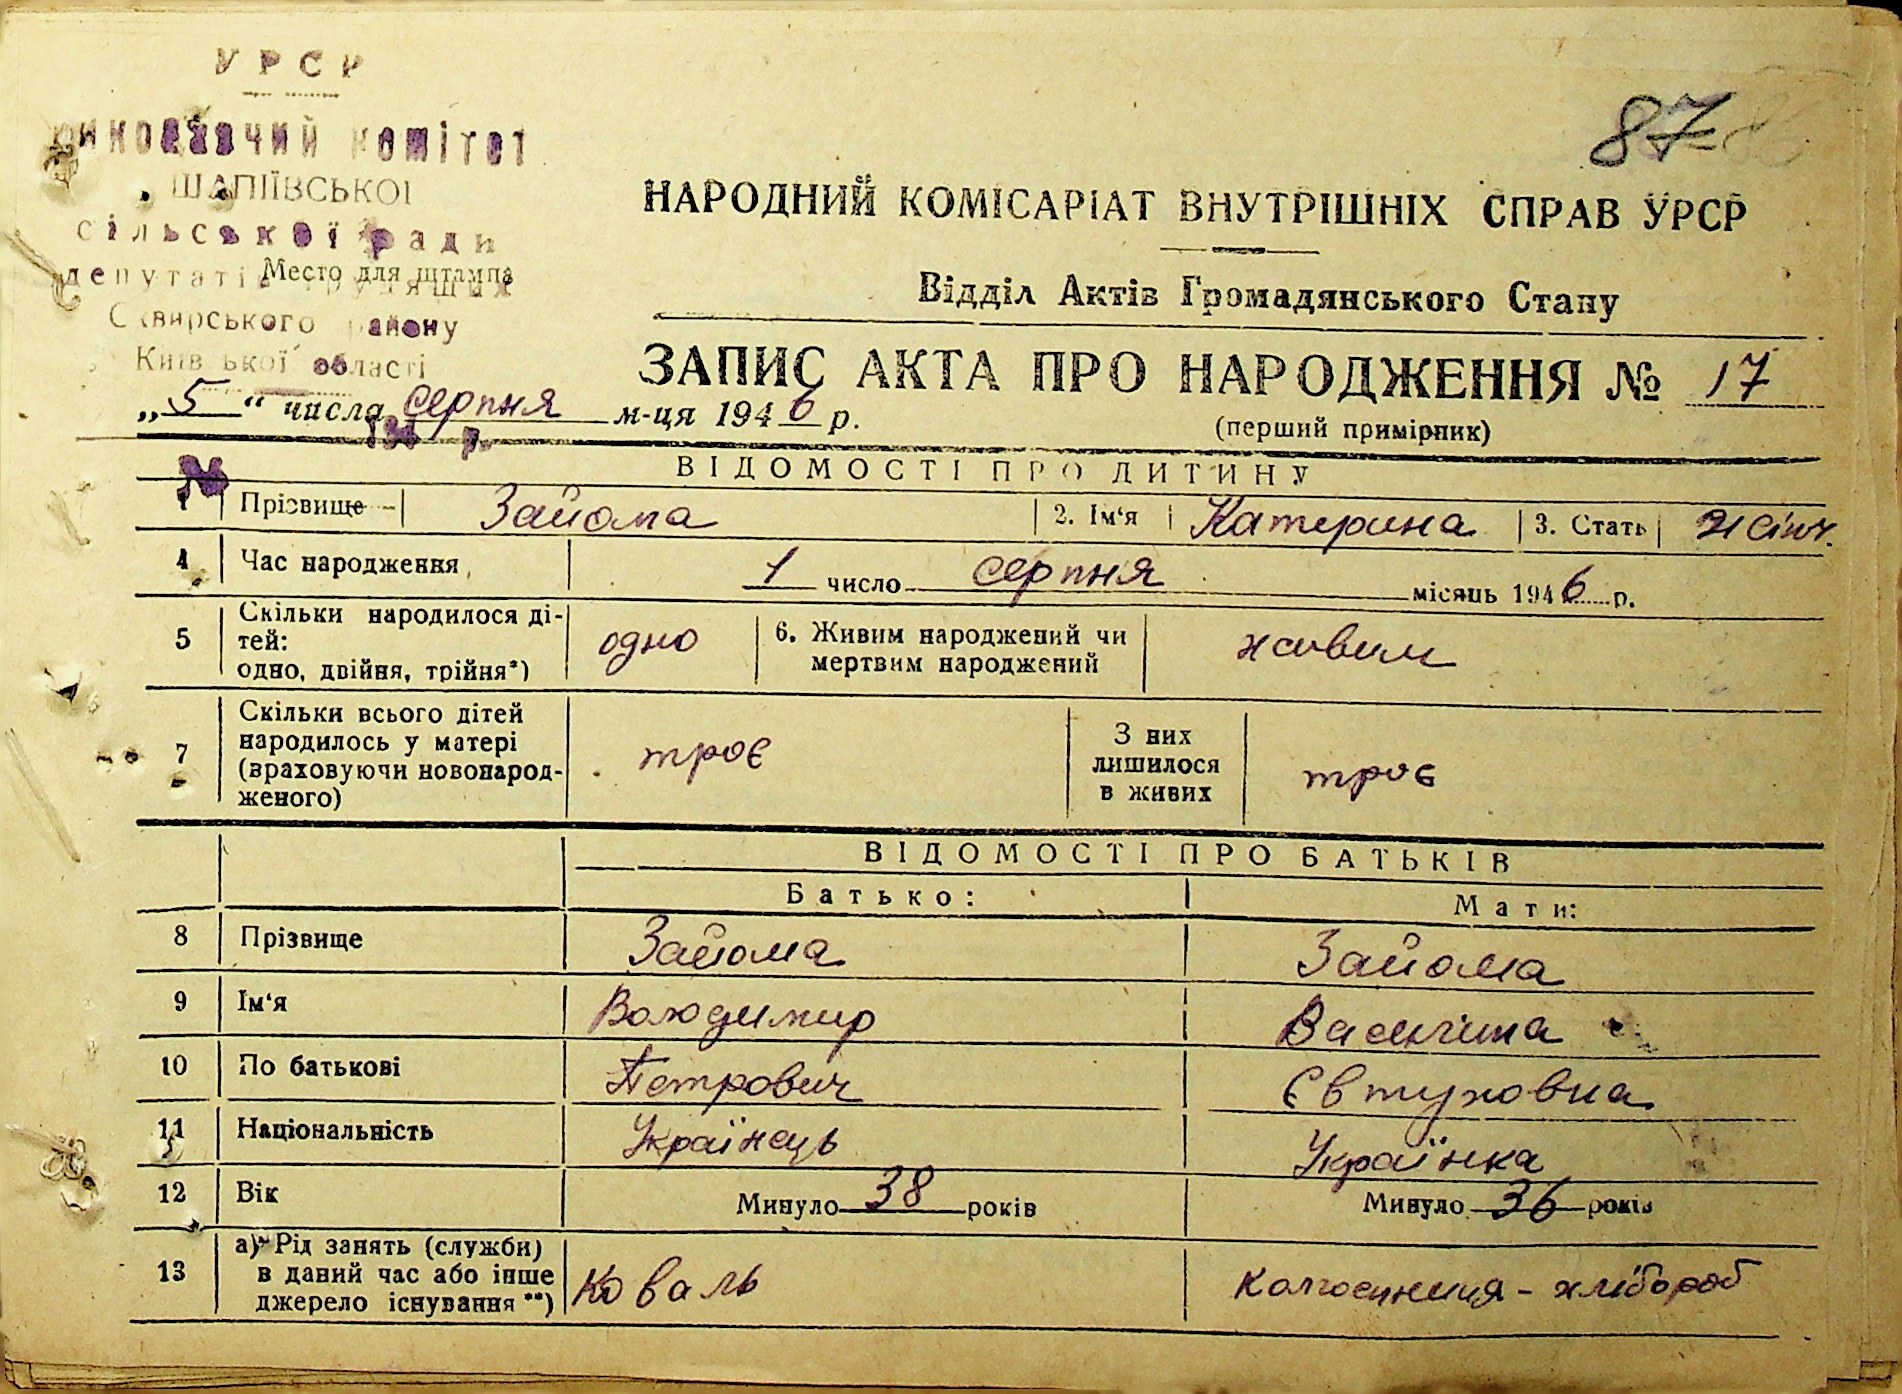 УРСР
Виконавчий комітет
ШАПІЇВСЬКОЇ
сільської ради
депутатів трудящих
Место для штампа
Сквирського району
Київської області
87
НАРОДНИЙ КОМІСАРІАТ ВНУТРІШНІХ СПРАВ УРСР
Відділ Актів Громадянського Стану
ЗАПИС АКТА ПРО НАРОДЖЕННЯ № 17
(перший примірник)
„5“ числа серпня м-ця 1946 р.
ВІДОМОСТІ ПРО ДИТИНУ
1 Прізвище Зайома 2. Ім‘я Катерина 3. Стать жіноч.
4 Час народження 1 число серпня місяць 1946 р.
5 Скільки народилося ді-
тей:
одно, двійня, трійня*) одно
6. Живим народжений чи
мертвим народжений живим
7 Скільки всього дітей
народилось у матері
(враховуючи новонарод-
женого) троє
З них
лишилося
в живих троє
ВІДОМОСТІ ПРО БАТЬКІВ
Батько: Мати:
8 Прізвище Зайома Зайома
9 Ім‘я Володимир
10 По батькові Петрович Євтуховна
11 Національність Українець Українка
12 Вік Минуло 38 років Минуло 36 років
13 а) Рід занять (служби)
в даний час або інше
джерело існування**) Коваль - хлібороб